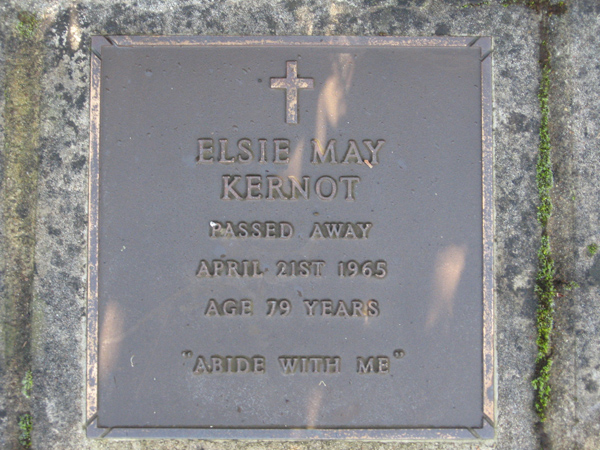 ELSIE MAY
KERNOT
PASSED AWAY
APRIL 21ST 1965
AGE 79 YEARS
"ABIDE WITH ME"